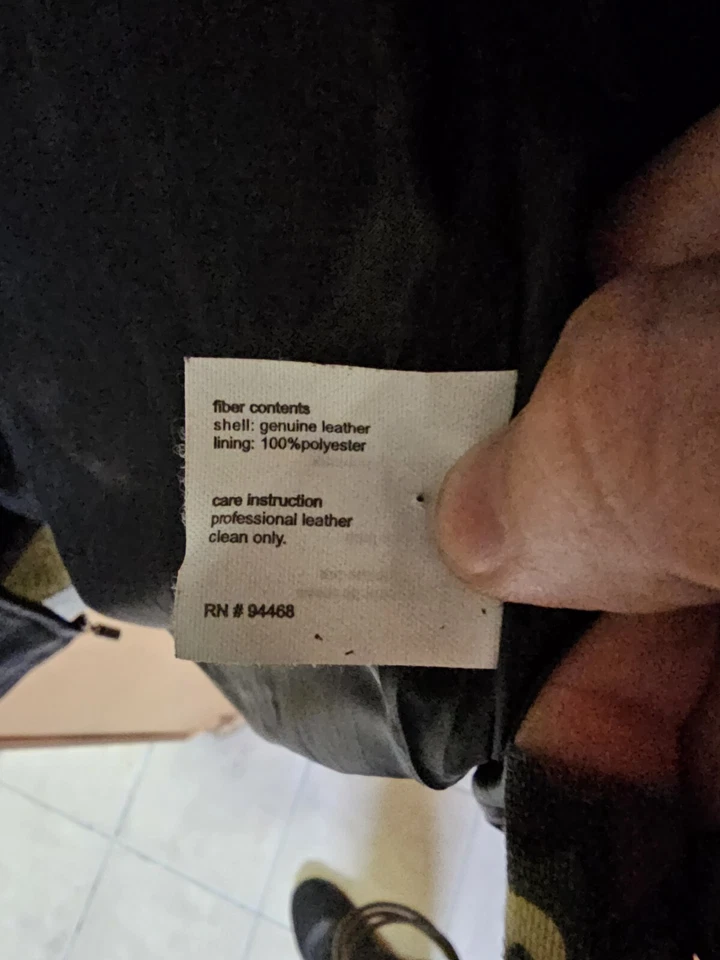 fiber contents
shell: genuine leather
lining: 100%polyester
care instruction
professional leather
clean only.
RN # 94468